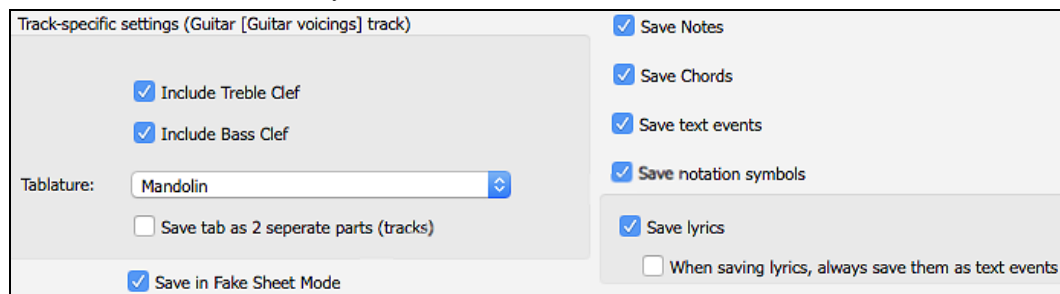 Track-specific settings (Guitar [Guitar voicings] track)
Include Treble Clef
Include Bass Clef
Tablature: Mandolin
Save tab as 2 seperate parts (tracks)
Save in Fake Sheet Mode
Save Notes
Save Chords
Save text events
Save notation symbols
Save lyrics
When saving lyrics, always save them as text events